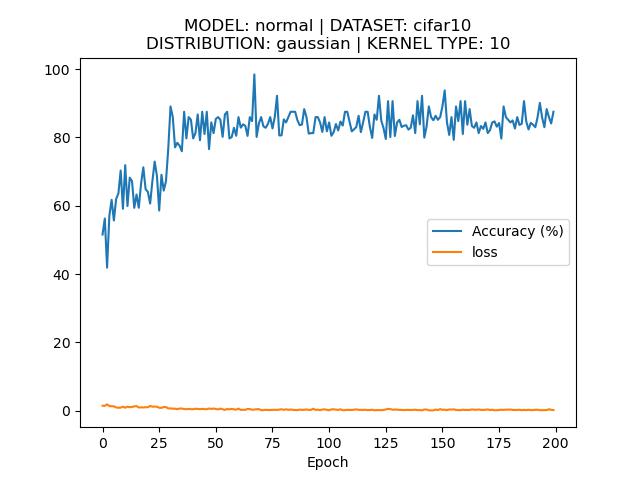 MODEL: normal | DATASET: cifar10
DISTRIBUTION: gaussian | KERNEL TYPE: 10
100
80
60
40
20
0
Accuracy (%)
loss
0 25 50 75 100 125 150 175 200
Epoch